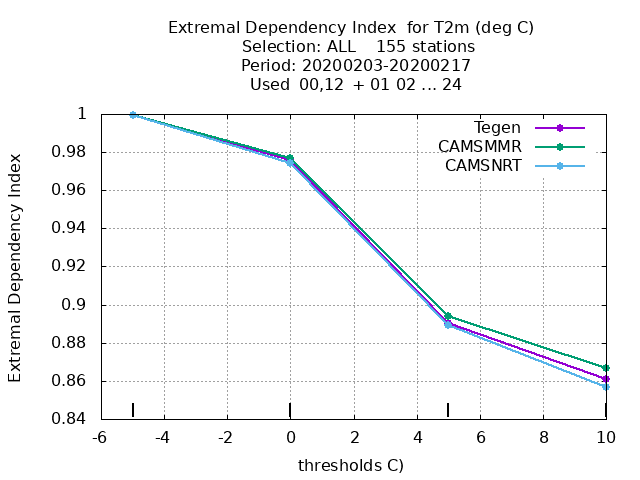 Extremal Dependency Index for T2m (deg C)
Selection: ALL 155 stations
Period: 20200203-20200217
Used 00,12 + 01 02 ... 24
Extremal Dependency Index
1
0.98
0.96
0.94
0.92
0.9
0.88
0.86
0.84
Tegen
CAMSMMR
CAMSNRT
-6 -4 -2 0 2 4 6 8 10
thresholds C)